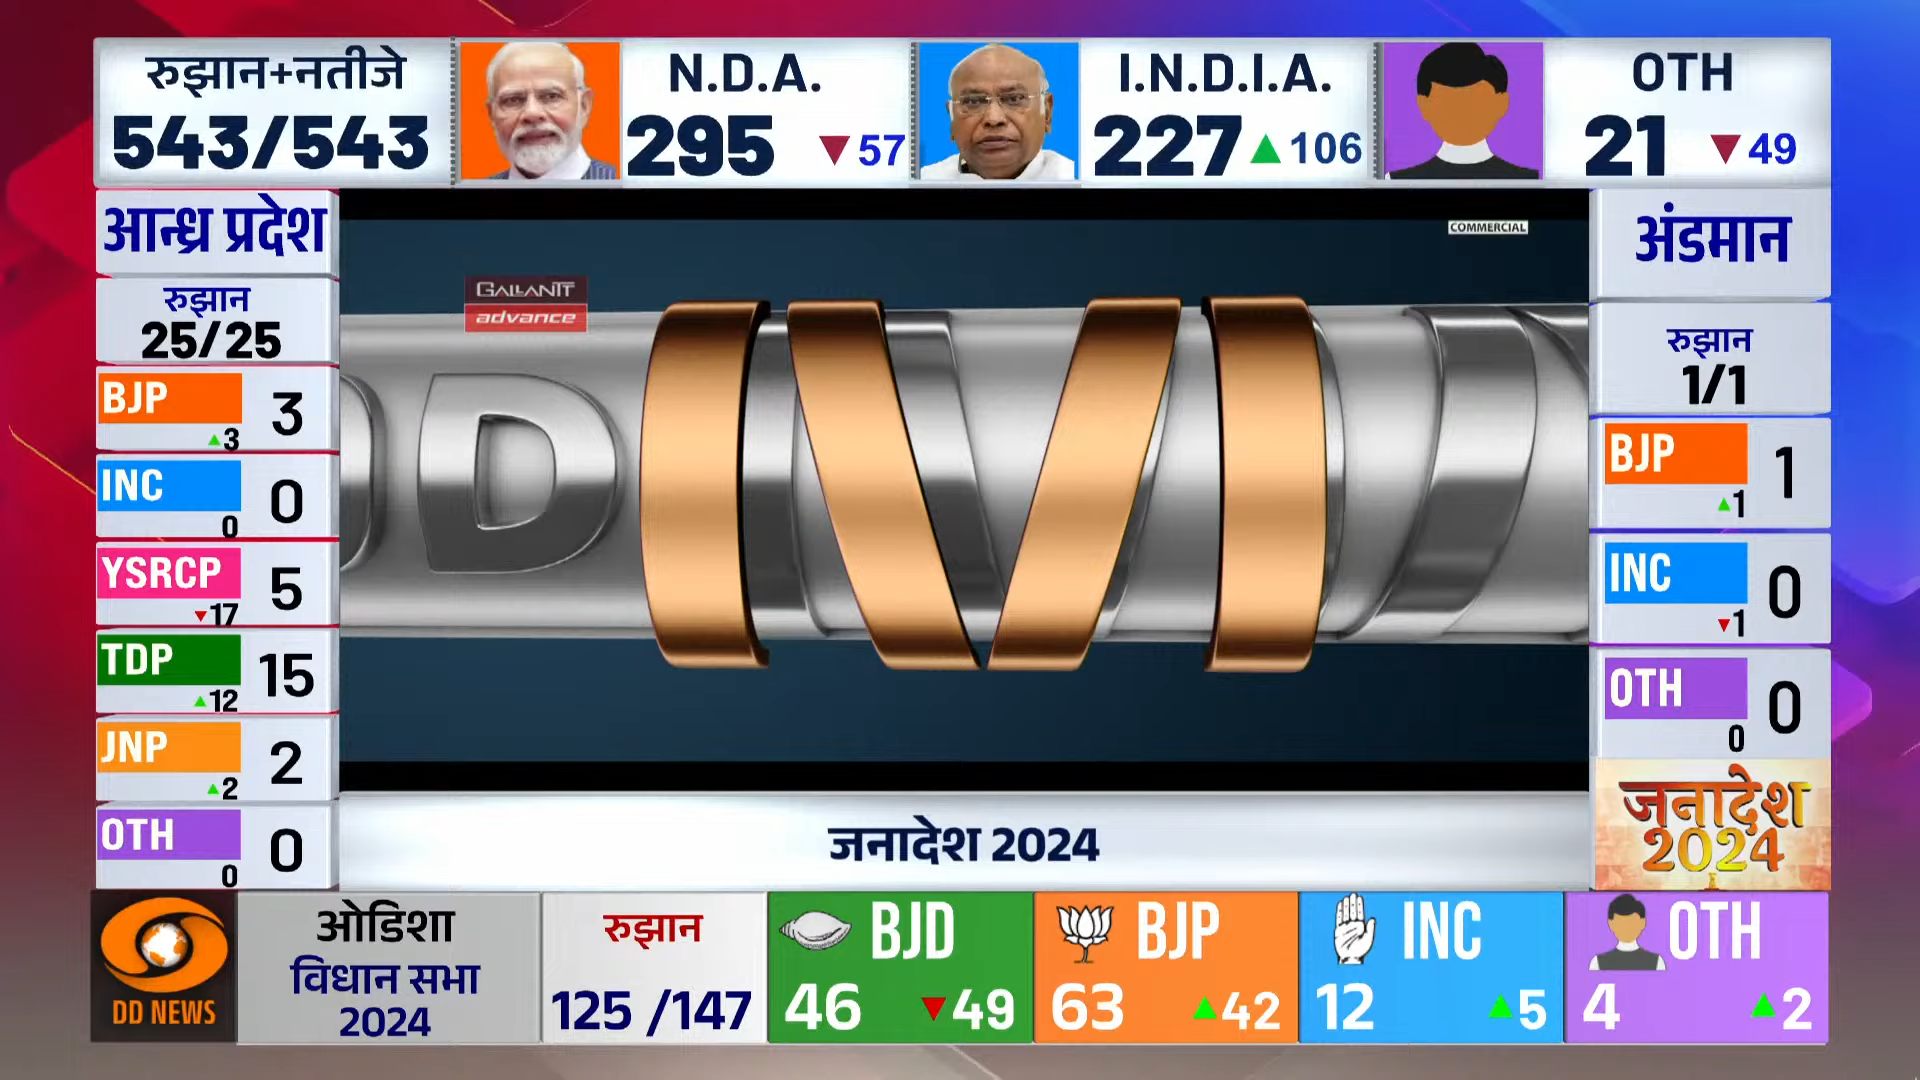 रुझान+नतीजे
543/543
N.D.A.
295 ▼57
I.N.D.I.A.
227 ▲106
OTH
21 ▼49
आन्ध्र प्रदेश
रुझान
25/25
BJP
3
▲3
INC
0
0
YSRCP
5
▼17
TDP
15
▲12
JNP
2
▲2
OTH
0
0
COMMERCIAL
GALLANTT
advance
D
जनादेश 2024
अंडमान
रुझान
1/1
BJP
1
▲1
INC
0
▼1
OTH
0
0
जनादेश
2024
DD NEWS
ओडिशा
विधान सभा
2024
रुझान
125 /147
BJD
46 ▼49
BJP
63 ▲42
INC
12 ▲5
OTH
4 ▲2